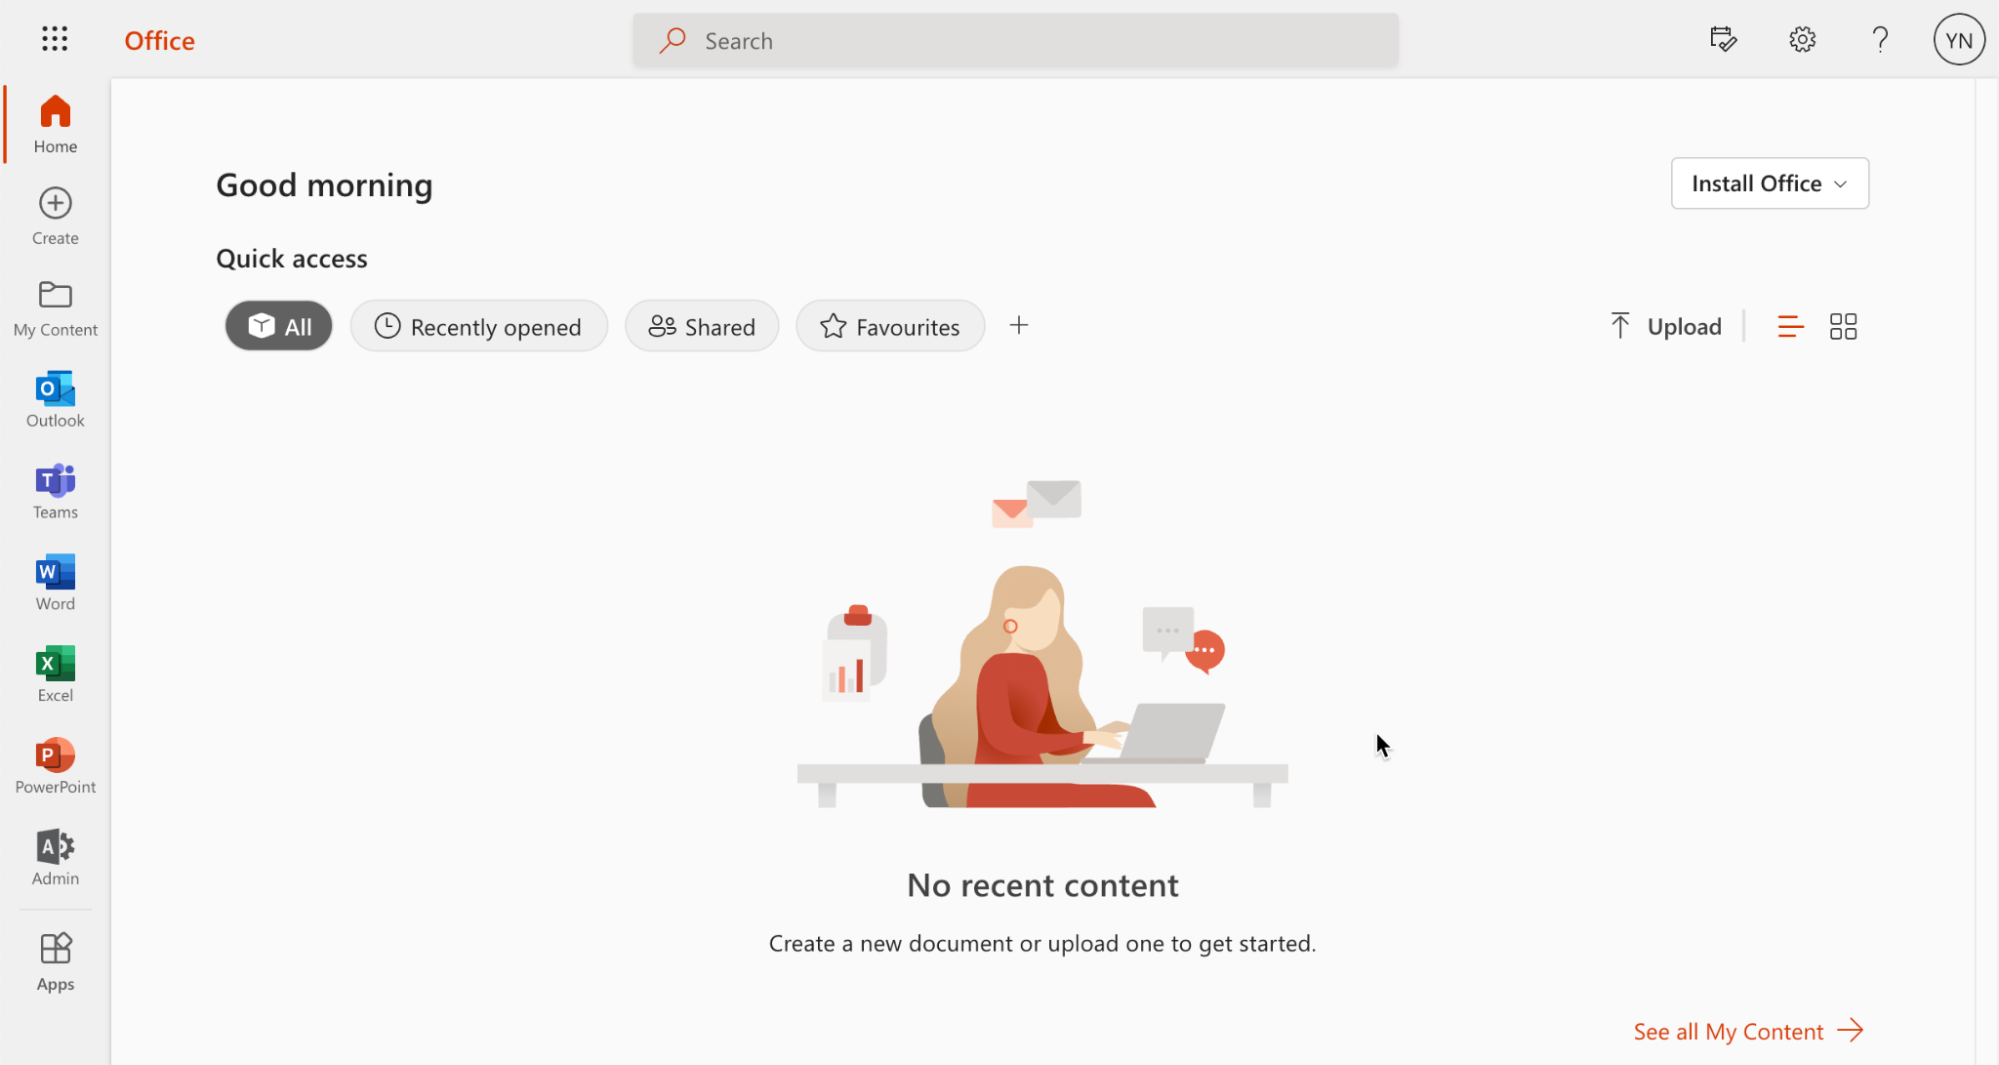 Office
Search
YN
Home
Create
My Content
Outlook
Teams
Word
Excel
PowerPoint
Admin
Apps
Good morning
Install Office
Quick access
All
Recently opened
Shared
Favourites
Upload
No recent content
Create a new document or upload one to get started.
See all My Content